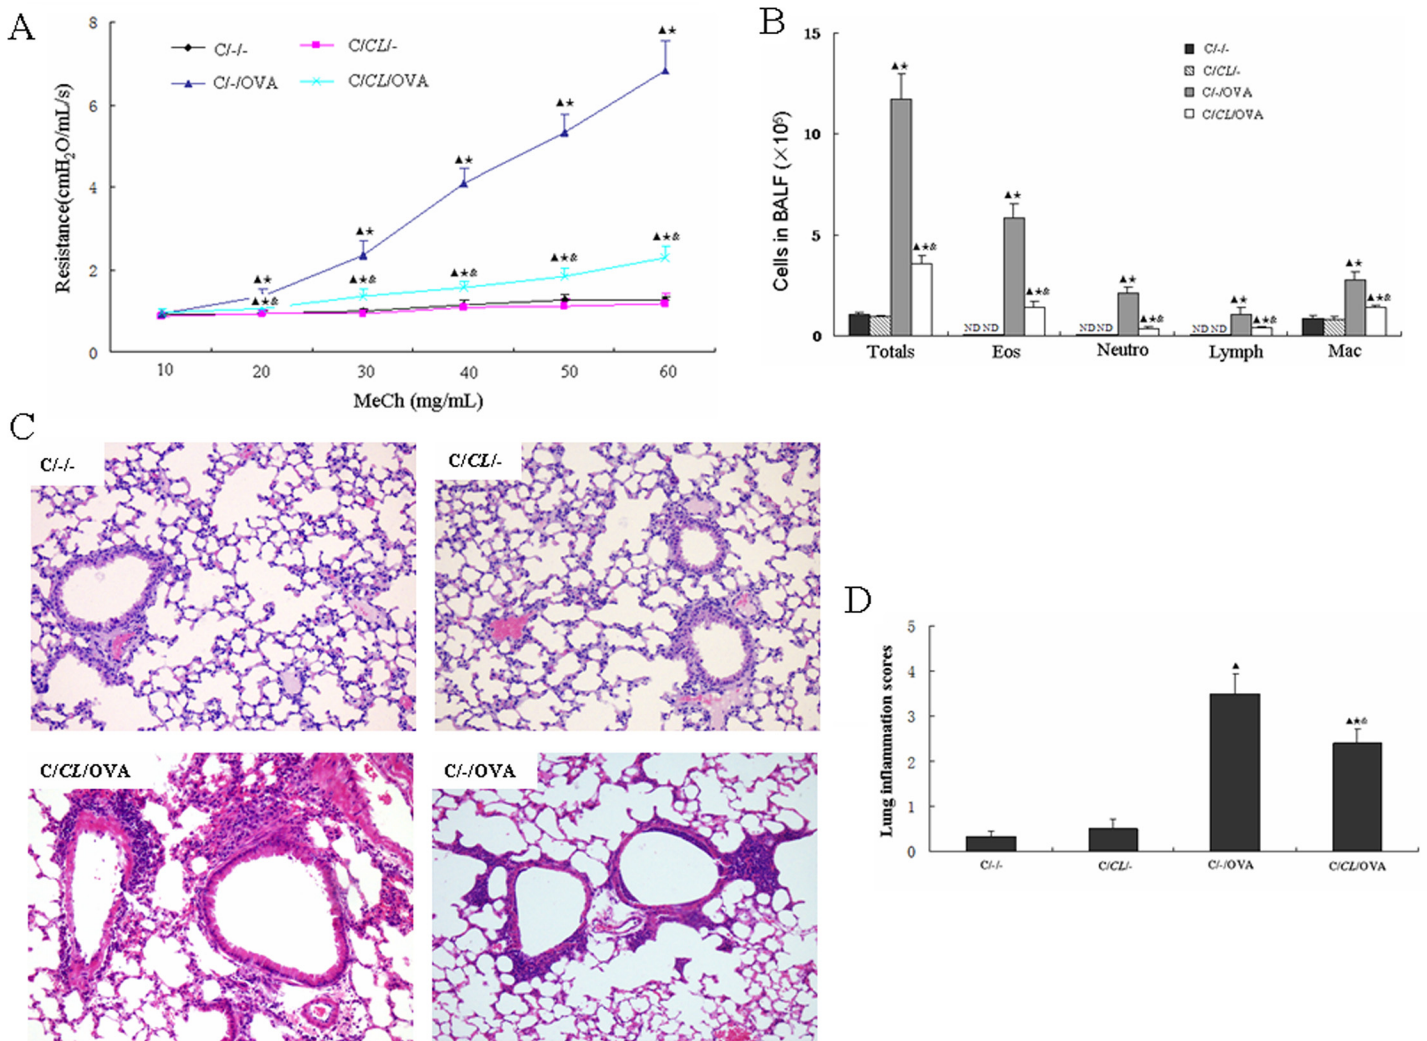 A
8
6
4
2
0
Resistance(cmH₂O/mL/s)
C/-/-
C/CL/-
C/-/OVA
C/CL/OVA
▲★
▲★
▲★
▲★
▲★
▲★&
▲★&
▲★&
▲★&
▲★&
10 20 30 40 50 60
MeCh (mg/mL)
B
15
10
5
0
Cells in BALF (×10⁵)
C/-/-
C/CL/-
C/-/OVA
C/CL/OVA
▲★
▲★&
▲★
▲★&
▲★
▲★&
▲★
▲★&
▲★
▲★&
ND ND
ND ND
ND ND
Totals Eos Neutro Lymph Mac
C
C/-/-
C/CL/-
C/CL/OVA
C/-/OVA
D
5
4
3
2
1
0
Lung inflammation scores
▲
▲★&
C/-/- C/CL/- C/-/OVA C/CL/OVA